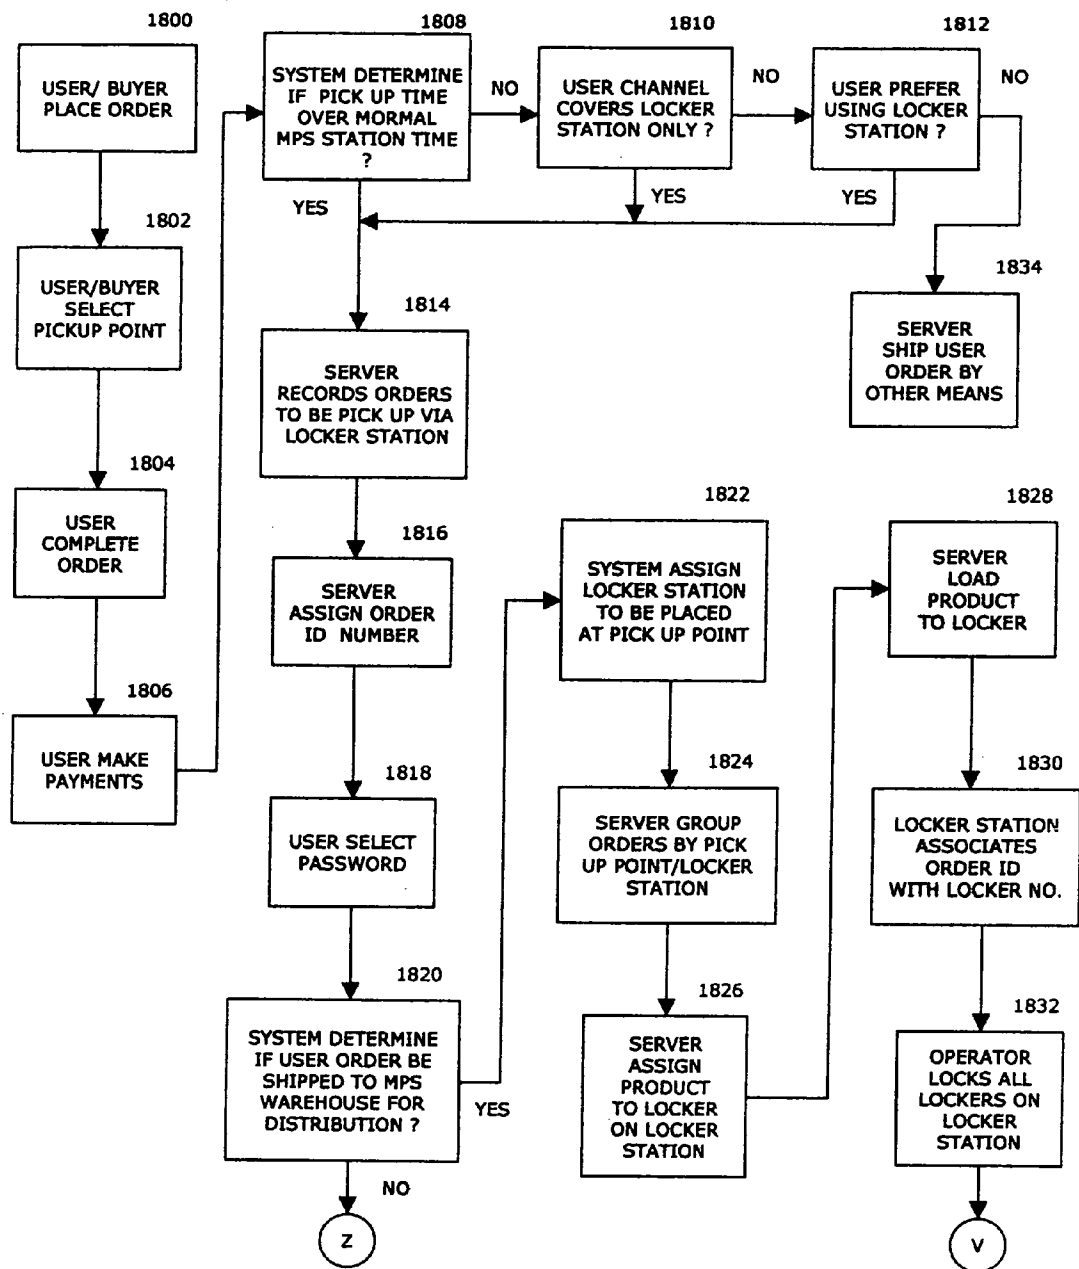 1800
USER/ BUYER
PLACE ORDER
1802
USER/BUYER
SELECT
PICKUP POINT
1804
USER
COMPLETE
ORDER
1806
USER MAKE
PAYMENTS
1808
SYSTEM DETERMINE
IF PICK UP TIME
OVER MORMAL
MPS STATION TIME
?
NO
YES
1810
USER CHANNEL
COVERS LOCKER
STATION ONLY ?
NO
YES
1812
USER PREFER
USING LOCKER
STATION ?
NO
YES
1834
SERVER
SHIP USER
ORDER BY
OTHER MEANS
1814
SERVER
RECORDS ORDERS
TO BE PICK UP VIA
LOCKER STATION
1816
SERVER
ASSIGN ORDER
ID NUMBER
1818
USER SELECT
PASSWORD
1820
SYSTEM DETERMINE
IF USER ORDER BE
SHIPPED TO MPS
WAREHOUSE FOR
DISTRIBUTION ?
YES
NO
Z
1822
SYSTEM ASSIGN
LOCKER STATION
TO BE PLACED
AT PICK UP POINT
1824
SERVER GROUP
ORDERS BY PICK
UP POINT/LOCKER
STATION
1826
SERVER
ASSIGN
PRODUCT
TO LOCKER
ON LOCKER
STATION
1828
SERVER
LOAD
PRODUCT
TO LOCKER
1830
LOCKER STATION
ASSOCIATES
ORDER ID
WITH LOCKER NO.
1832
OPERATOR
LOCKS ALL
LOCKERS ON
LOCKER
STATION
V